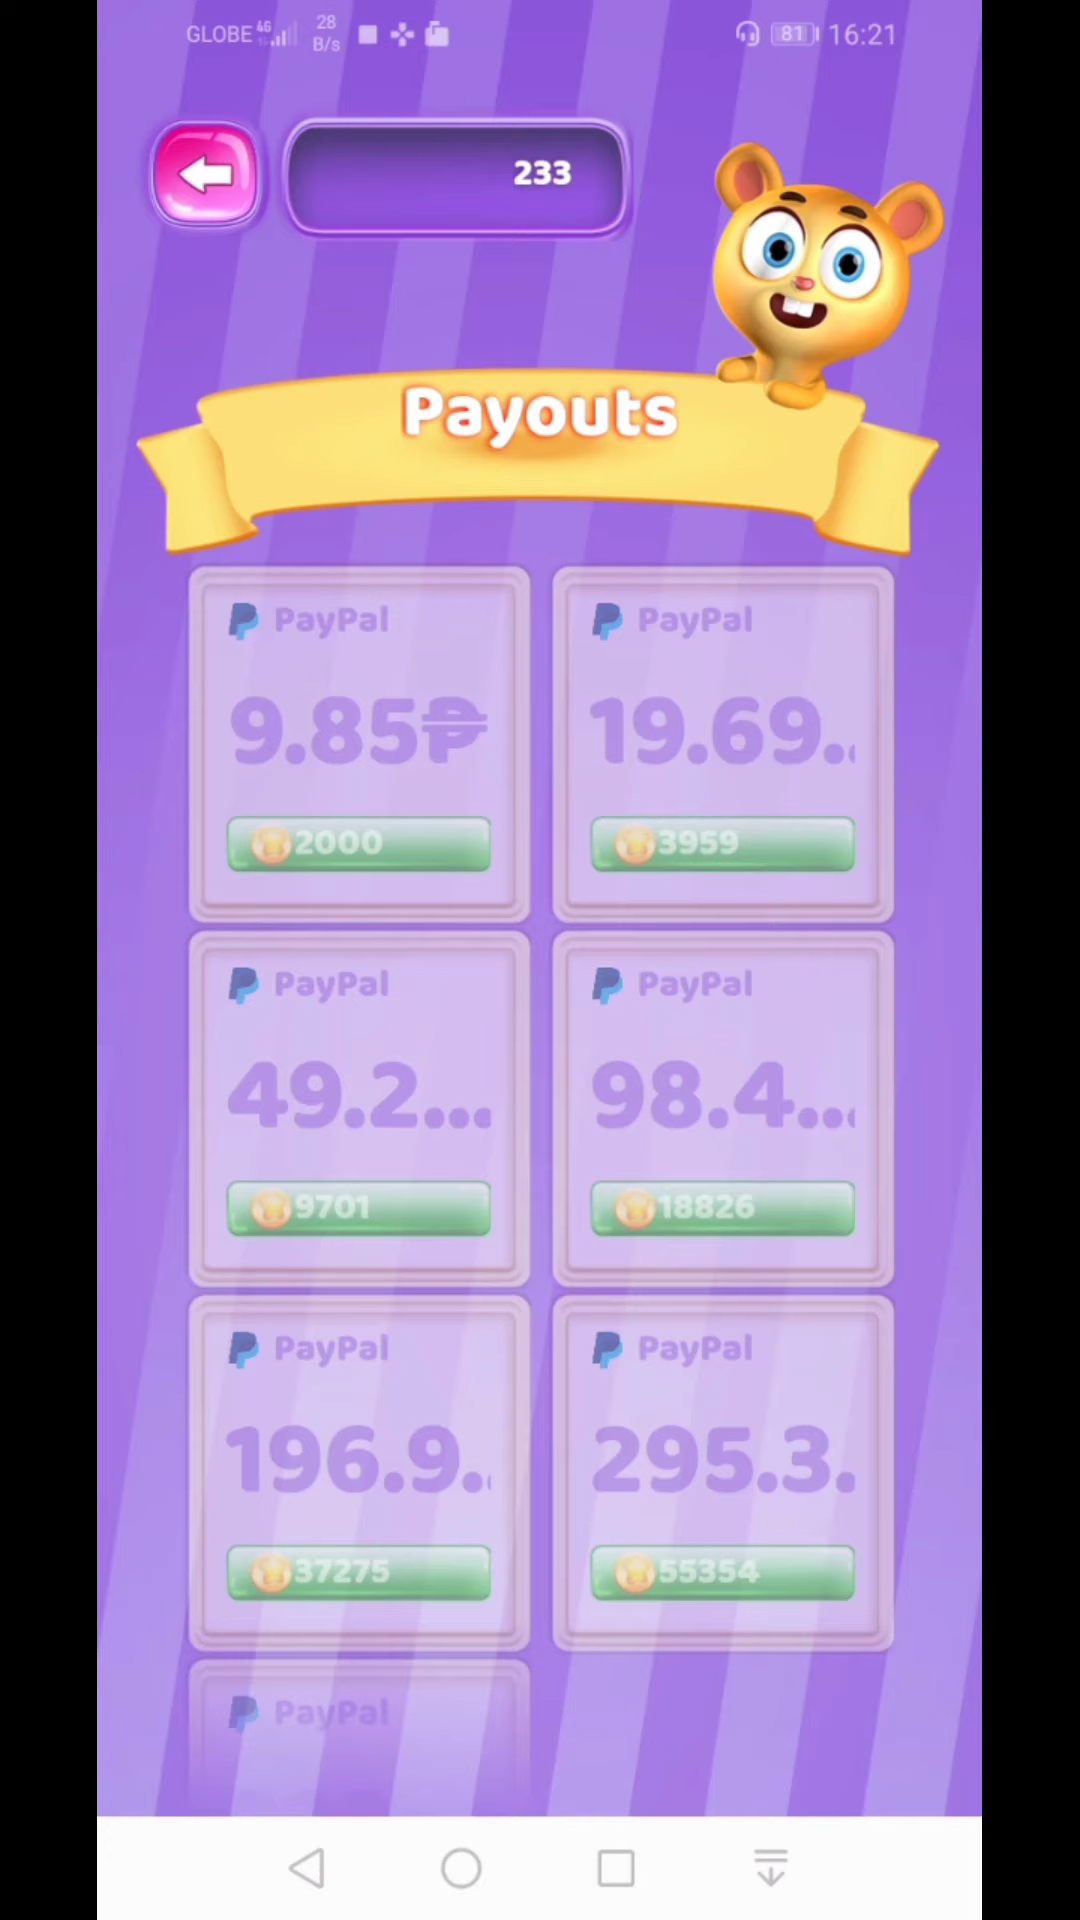 GLOBE 4G 28 B/s 81 16:21
233
Payouts
PayPal PayPal
9.85₱ 19.69..
2000 3959
PayPal PayPal
49.2... 98.4...
9701 18826
PayPal PayPal
196.9.. 295.3.
37275 55354
PayPal